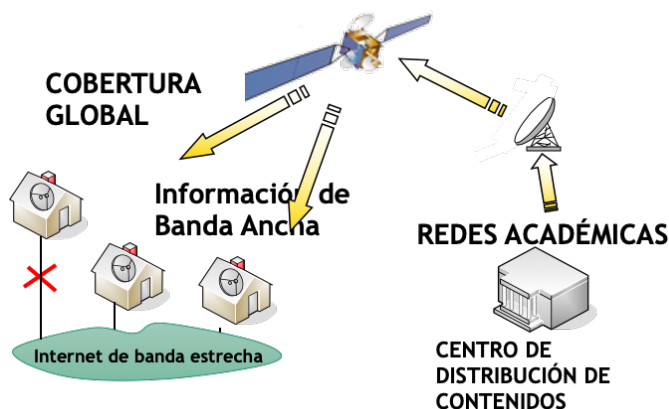 COBERTURA
GLOBAL
Información de
Banda Ancha
REDES ACADÉMICAS
Internet de banda estrecha
CENTRO DE
DISTRIBUCIÓN DE
CONTENIDOS